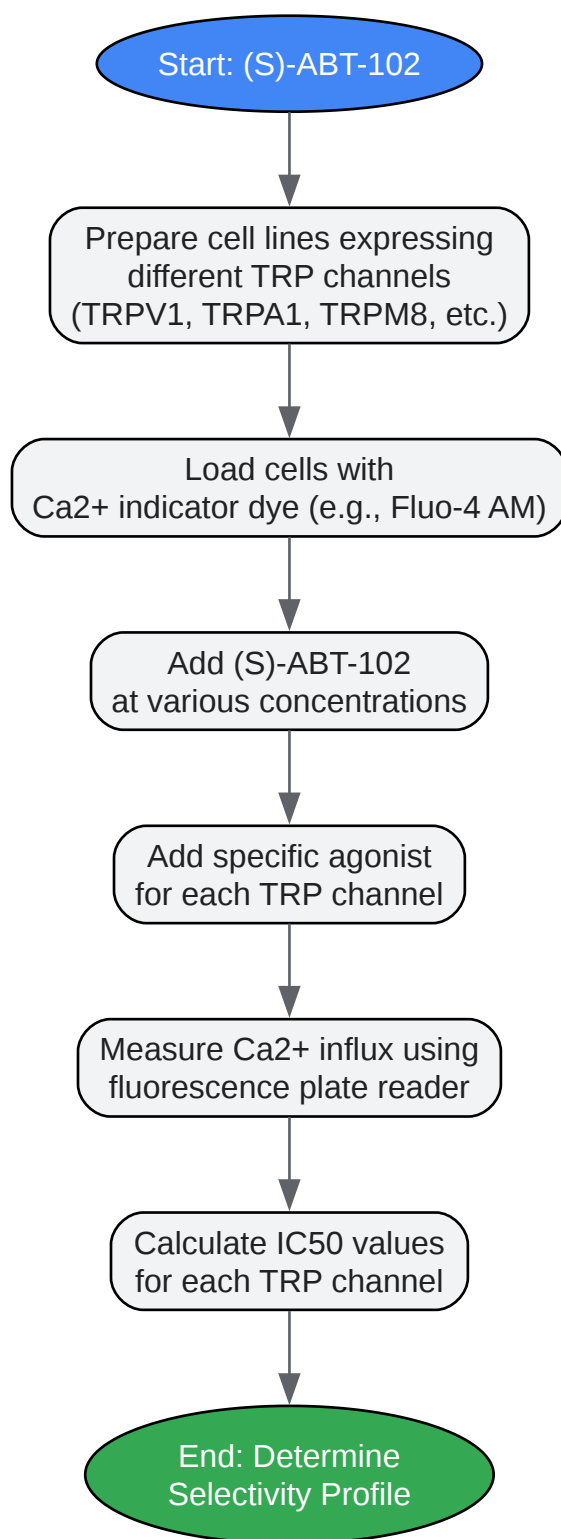 Start: (S)-ABT-102
Prepare cell lines expressing
different TRP channels
(TRPV1, TRPA1, TRPM8, etc.)
Load cells with
Ca2+ indicator dye (e.g., Fluo-4 AM)
Add (S)-ABT-102
at various concentrations
Add specific agonist
for each TRP channel
Measure Ca2+ influx using
fluorescence plate reader
Calculate IC50 values
for each TRP channel
End: Determine
Selectivity Profile